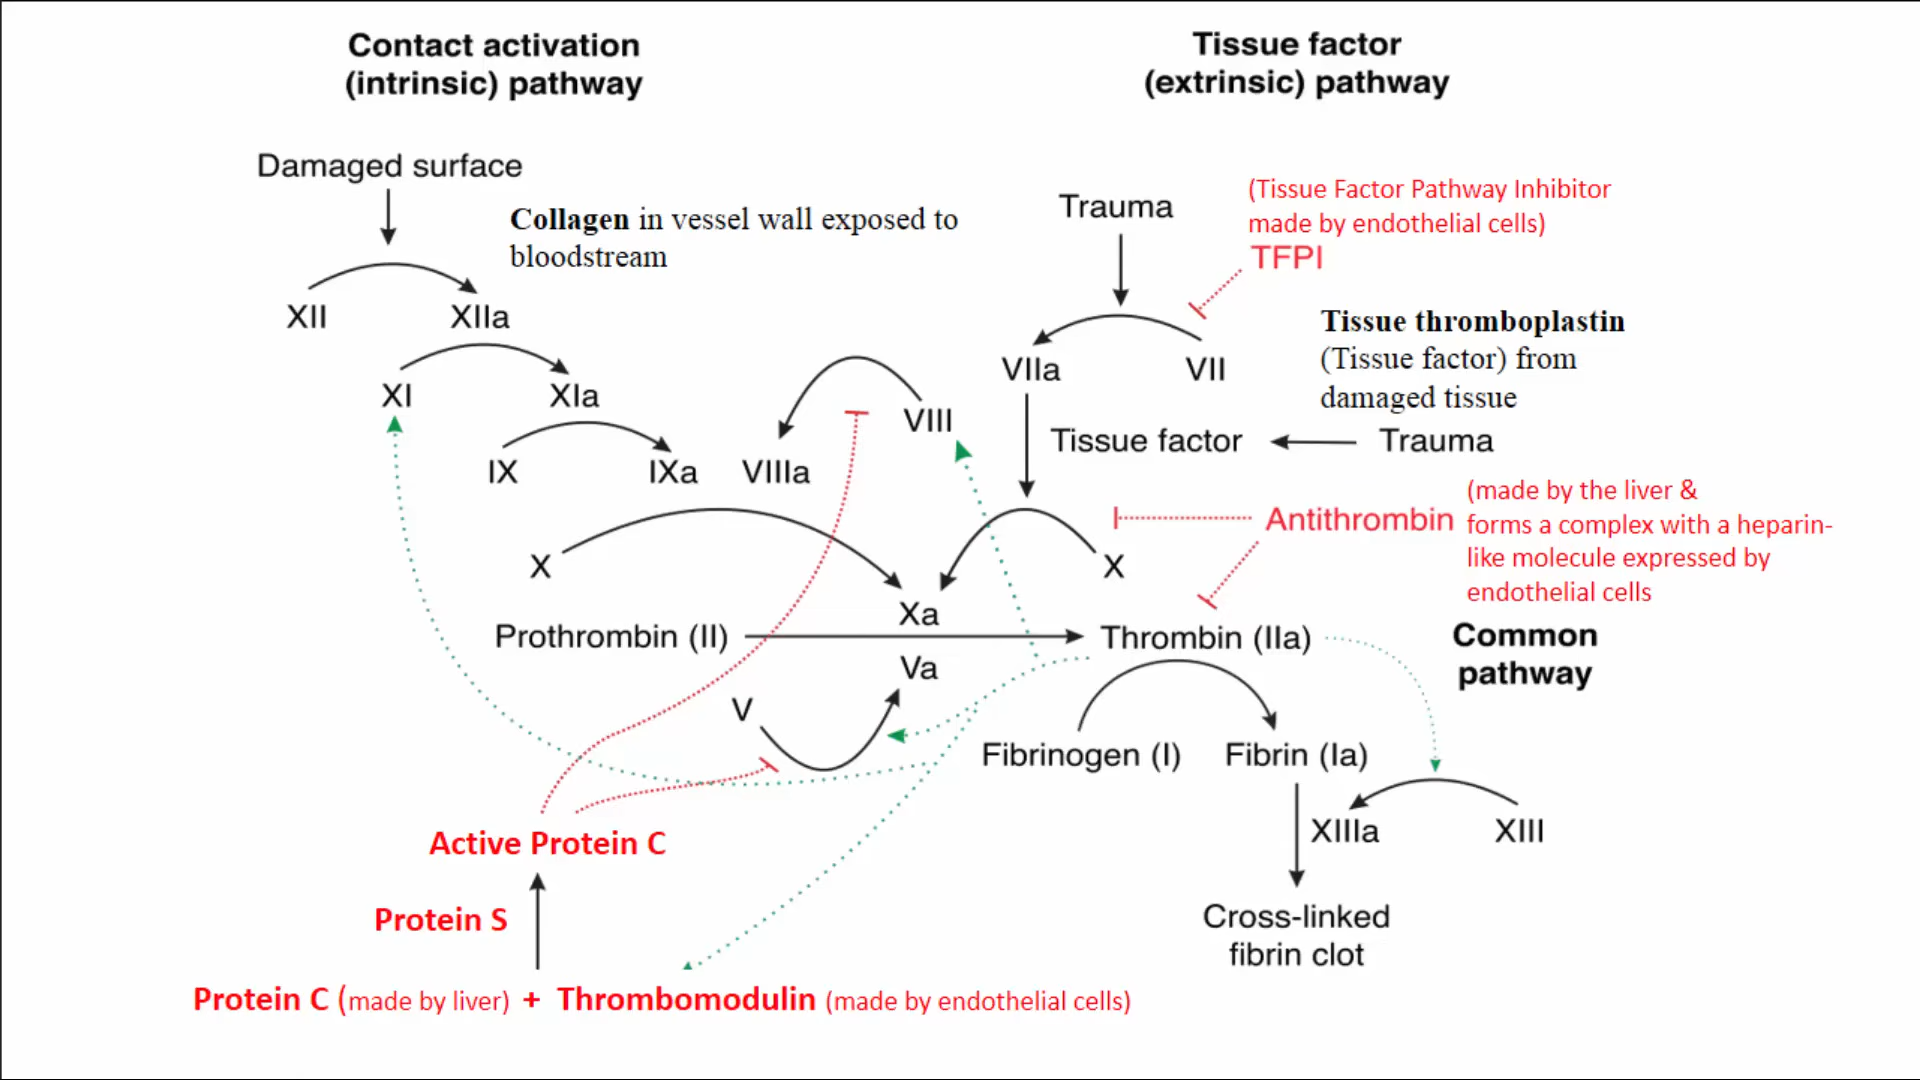 Contact activation
(intrinsic) pathway
Tissue factor
(extrinsic) pathway
Damaged surface
Collagen in vessel wall exposed to
bloodstream
Trauma
(Tissue Factor Pathway Inhibitor
made by endothelial cells)
TFPI
XII
XIIa
Tissue thromboplastin
(Tissue factor) from
damaged tissue
VIIa
VII
XI
XIa
VIII
Tissue factor
Trauma
IX
IXa
VIIIa
Antithrombin
(made by the liver &
forms a complex with a heparin-
like molecule expressed by
endothelial cells
X
X
Xa
Prothrombin (II)
Thrombin (IIa)
Common
pathway
Va
V
Fibrinogen (I)
Fibrin (Ia)
XIIIa
XIII
Active Protein C
Protein S
Cross-linked
fibrin clot
Protein C (made by liver) + Thrombomodulin (made by endothelial cells)